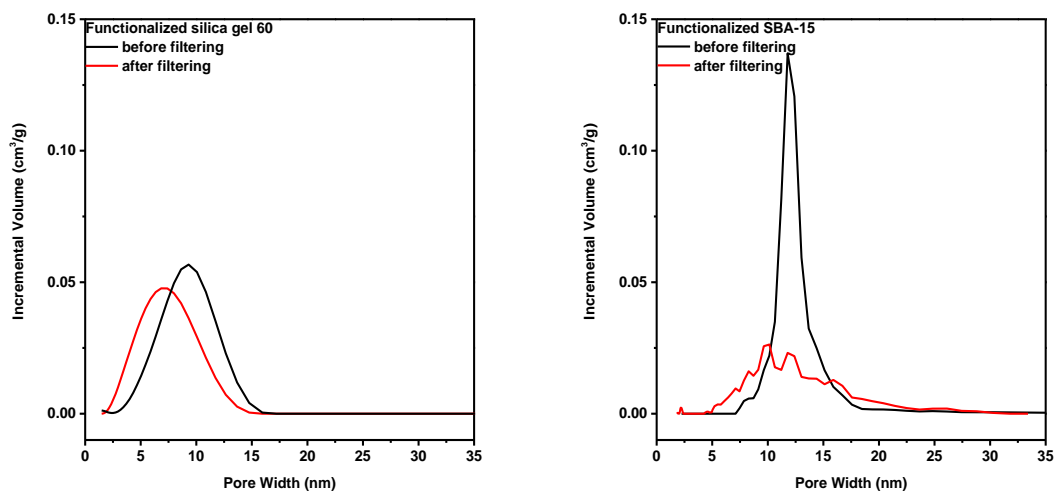 Functionalized silica gel 60
before filtering
after filtering
0.15
0.10
0.05
0.00
Incremental Volume (cm³/g)
0 5 10 15 20 25 30 35
Pore Width (nm)
Functionalized SBA-15
before filtering
after filtering
0.15
0.10
0.05
0.00
Incremental Volume (cm³/g)
0 5 10 15 20 25 30 35
Pore Width (nm)